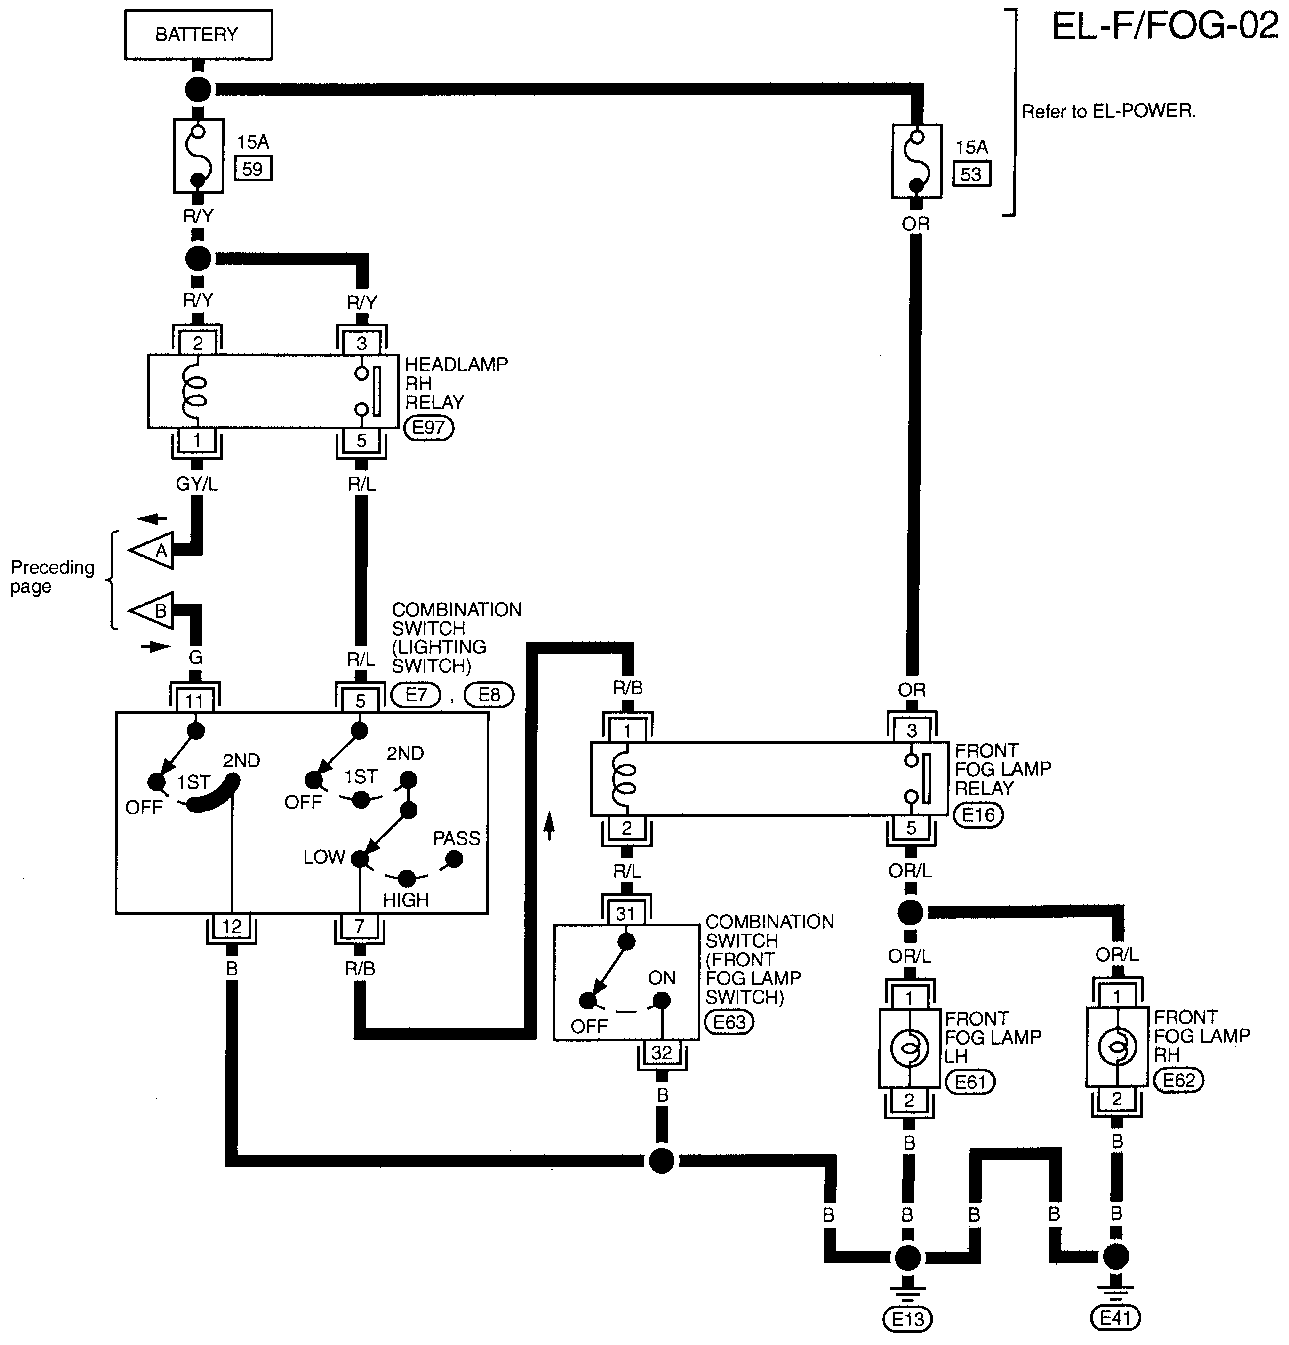 EL-F/FOG-02
BATTERY
Refer to EL-POWER.
15A
59
15A
53
R/Y
OR
R/Y
R/Y
2
3
HEADLAMP
RH
RELAY
E97
1
5
GY/L
R/L
A
Preceding
page
B
G
R/L
COMBINATION
SWITCH
(LIGHTING
SWITCH)
E7 , E8
11
5
R/B
OR
1
3
FRONT
FOG LAMP
RELAY
E16
2
5
OFF
1ST
2ND
OFF
1ST
2ND
LOW
HIGH
PASS
12
7
B
R/B
R/L
OR/L
31
COMBINATION
SWITCH
(FRONT
FOG LAMP
SWITCH)
E63
OFF
ON
32
B
OR/L
OR/L
1
1
FRONT
FOG LAMP
LH
E61
FRONT
FOG LAMP
RH
E62
2
2
B
B
B
B
B
B
B
E13
E41